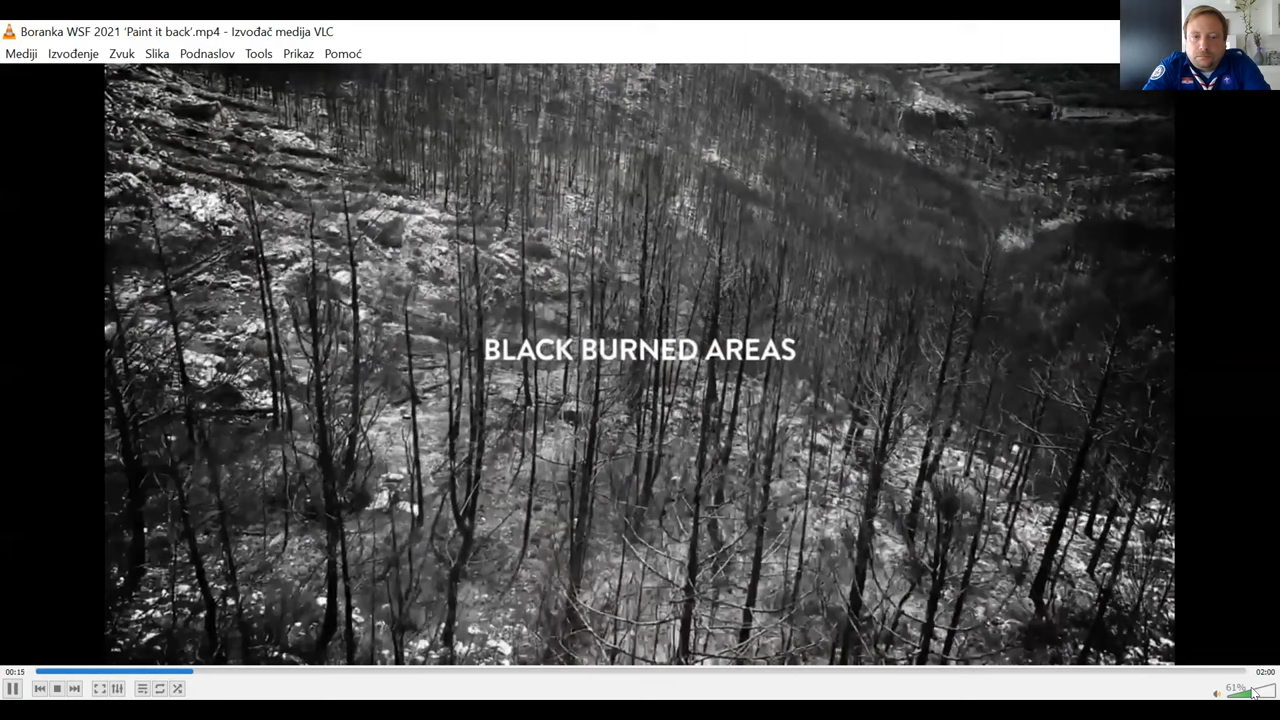 Boranka WSF 2021 'Paint it back'.mp4 - Izvođač medija VLC
Mediji Izvođenje Zvuk Slika Podnaslov Tools Prikaz Pomoć
BLACK BURNED AREAS
00:15
02:00
61%